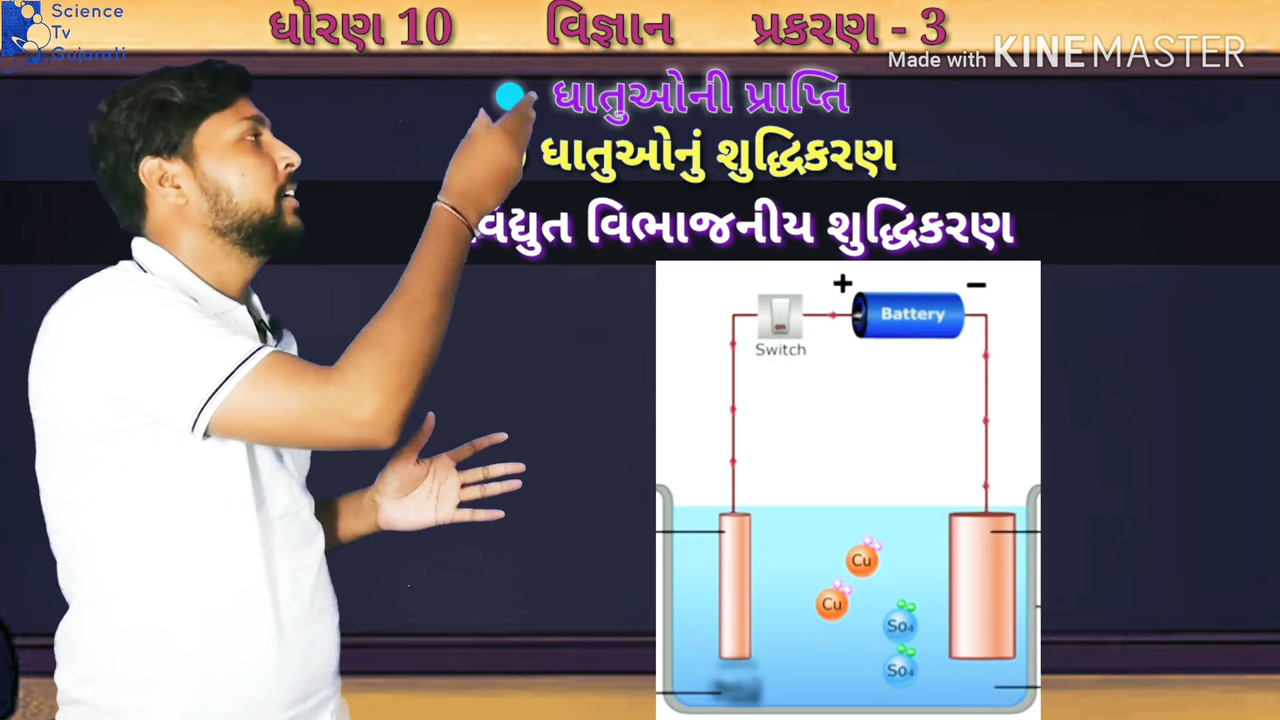 Science
Tv
Gujarati
ધોરણ 10 વિજ્ઞાન પ્રકરણ - 3
Made with KINEMASTER
ધાતુઓની પ્રાપ્તિ
ધાતુઓનું શુદ્ધિકરણ
વિદ્યુત વિભાજનીય શુદ્ધિકરણ
+ −
Battery
on
Switch
Cu
Cu
So₄
So₄